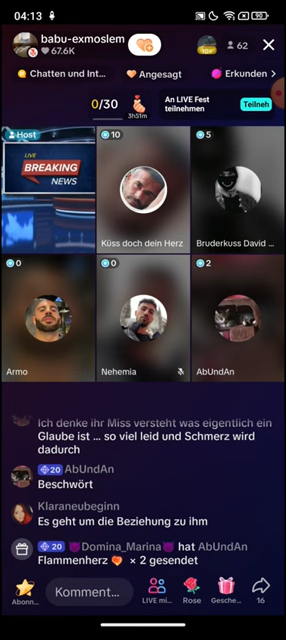 04:13
90
babu-exmoslem
67.6K
62
Chatten und Int...
Angesagt
Erkunden
0/30
3h51m
An LIVE Fest
teilnehmen
Teilneh
Host
LIVE
BREAKING
NEWS
10
Küss doch dein Herz
5
Bruderkuss David ...
0
Armo
0
Nehemia
2
AbUndAn
Ich denke ihr Miss versteht was eigentlich ein
Glaube ist ... so viel leid und Schmerz wird
dadurch
20 AbUndAn
Beschwört
Klaraneubeginn
Es geht um die Beziehung zu ihm
20 😈Domina_Marina😈 hat AbUndAn
Flammenherz ❤️‍🔥 × 2 gesendet
Abonn...
Komment...
LIVE mi...
Rose
Gesche...
16